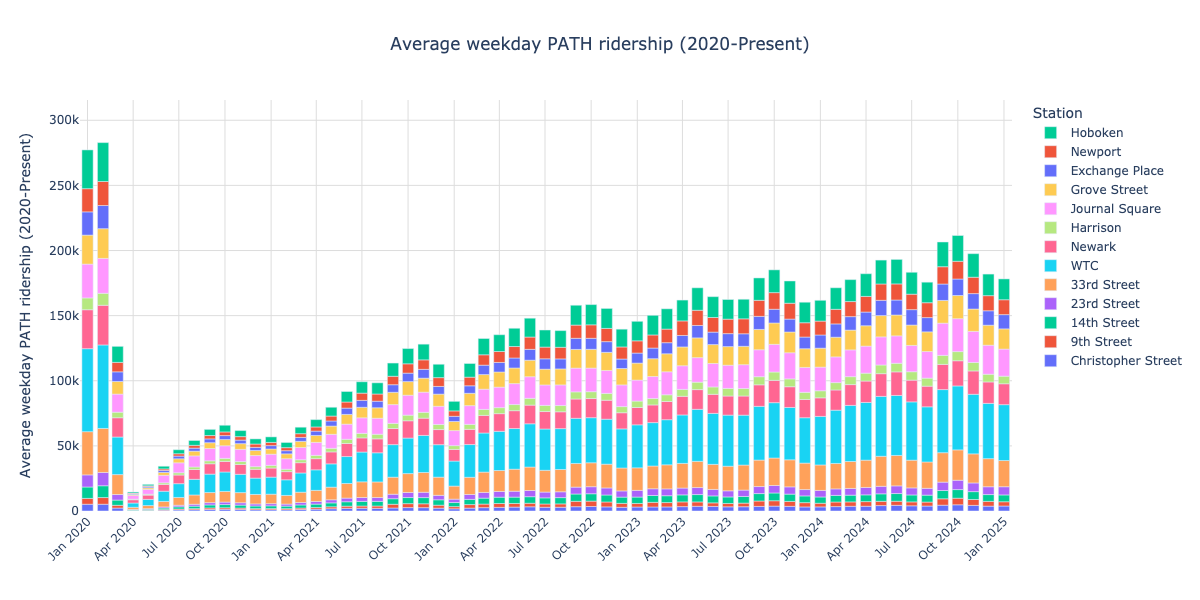 Average weekday PATH ridership (2020-Present)
Average weekday PATH ridership (2020-Present)
300k
250k
200k
150k
100k
50k
0
Jan 2020
Apr 2020
Jul 2020
Oct 2020
Jan 2021
Apr 2021
Jul 2021
Oct 2021
Jan 2022
Apr 2022
Jul 2022
Oct 2022
Jan 2023
Apr 2023
Jul 2023
Oct 2023
Jan 2024
Apr 2024
Jul 2024
Oct 2024
Jan 2025
Station
Hoboken
Newport
Exchange Place
Grove Street
Journal Square
Harrison
Newark
WTC
33rd Street
23rd Street
14th Street
9th Street
Christopher Street